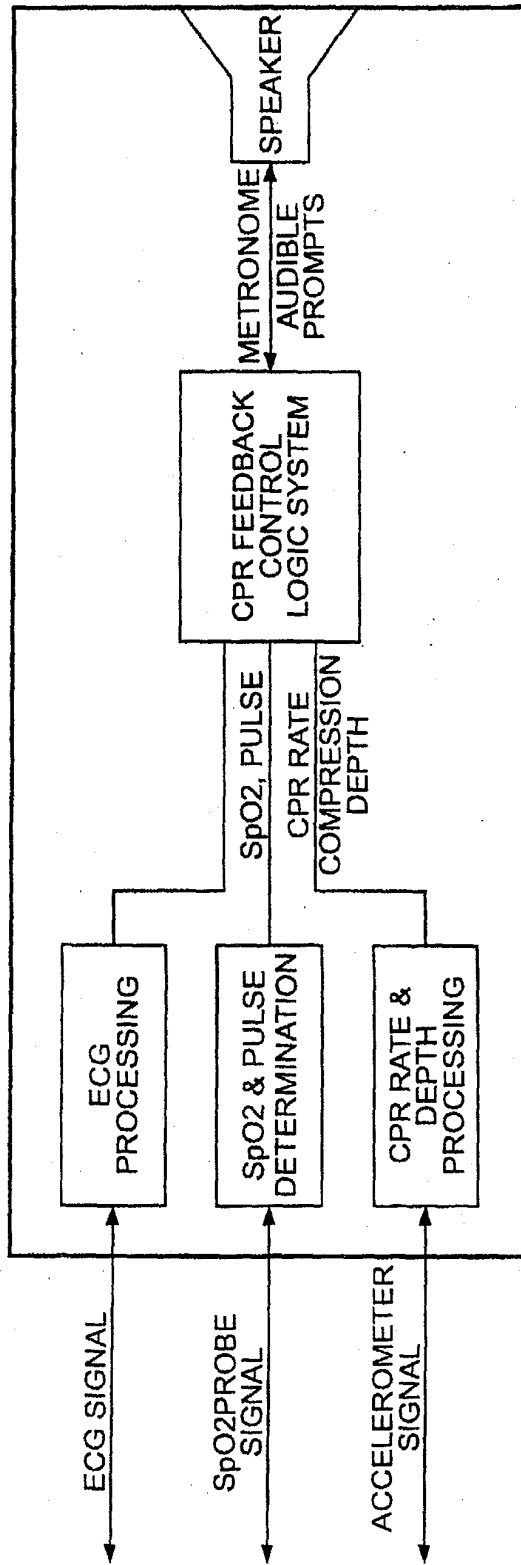 ECG SIGNAL
SpO2PROBE
SIGNAL
ACCELEROMETER
SIGNAL
ECG
PROCESSING
SpO2 & PULSE
DETERMINATION
CPR RATE &
DEPTH
PROCESSING
SpO2, PULSE
CPR RATE
COMPRESSION
DEPTH
CPR FEEDBACK
CONTROL
LOGIC SYSTEM
METRONOME
AUDIBLE
PROMPTS
SPEAKER